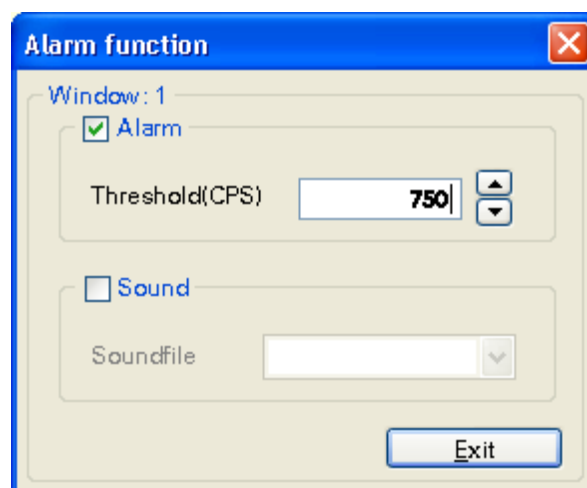 Alarm function
Window: 1
Alarm
Threshold(CPS) 750
Sound
Soundfile
Exit